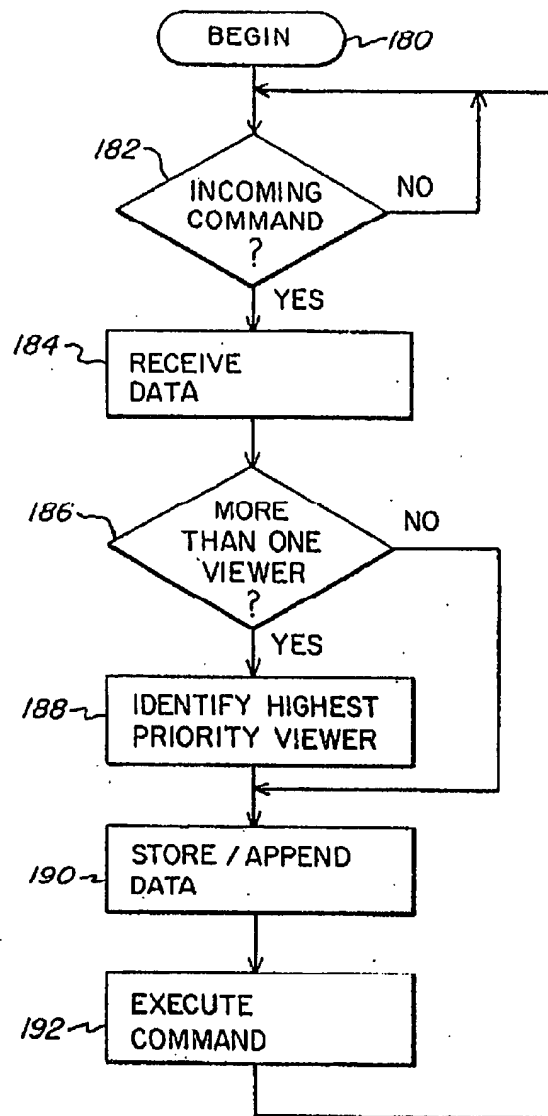 BEGIN
180
182
INCOMING
COMMAND
?
NO
YES
184
RECEIVE
DATA
186
MORE
THAN ONE
VIEWER
?
NO
YES
188
IDENTIFY HIGHEST
PRIORITY VIEWER
190
STORE / APPEND
DATA
192
EXECUTE
COMMAND